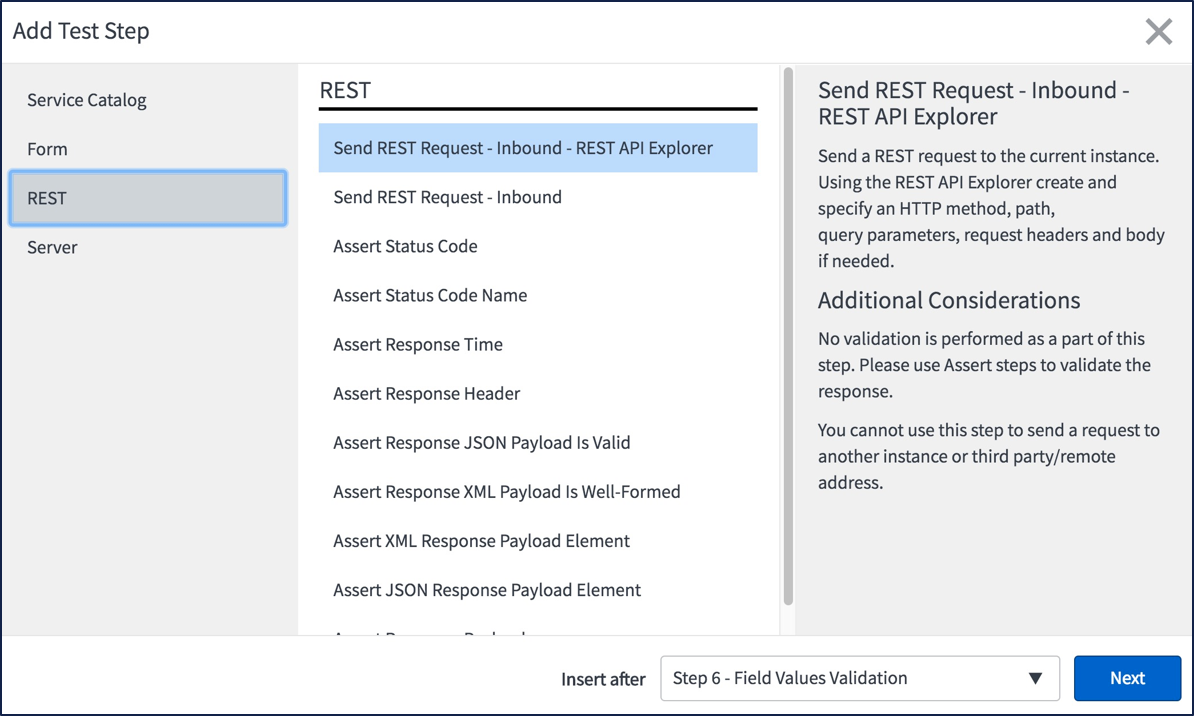 Add Test Step
Service Catalog
Form
REST
Server
REST
Send REST Request - Inbound - REST API Explorer
Send REST Request - Inbound
Assert Status Code
Assert Status Code Name
Assert Response Time
Assert Response Header
Assert Response JSON Payload Is Valid
Assert Response XML Payload Is Well-Formed
Assert XML Response Payload Element
Assert JSON Response Payload Element
Send REST Request - Inbound -
REST API Explorer
Send a REST request to the current instance.
Using the REST API Explorer create and
specify an HTTP method, path,
query parameters, request headers and body
if needed.
Additional Considerations
No validation is performed as a part of this
step. Please use Assert steps to validate the
response.
You cannot use this step to send a request to
another instance or third party/remote
address.
Insert after
Step 6 - Field Values Validation
Next